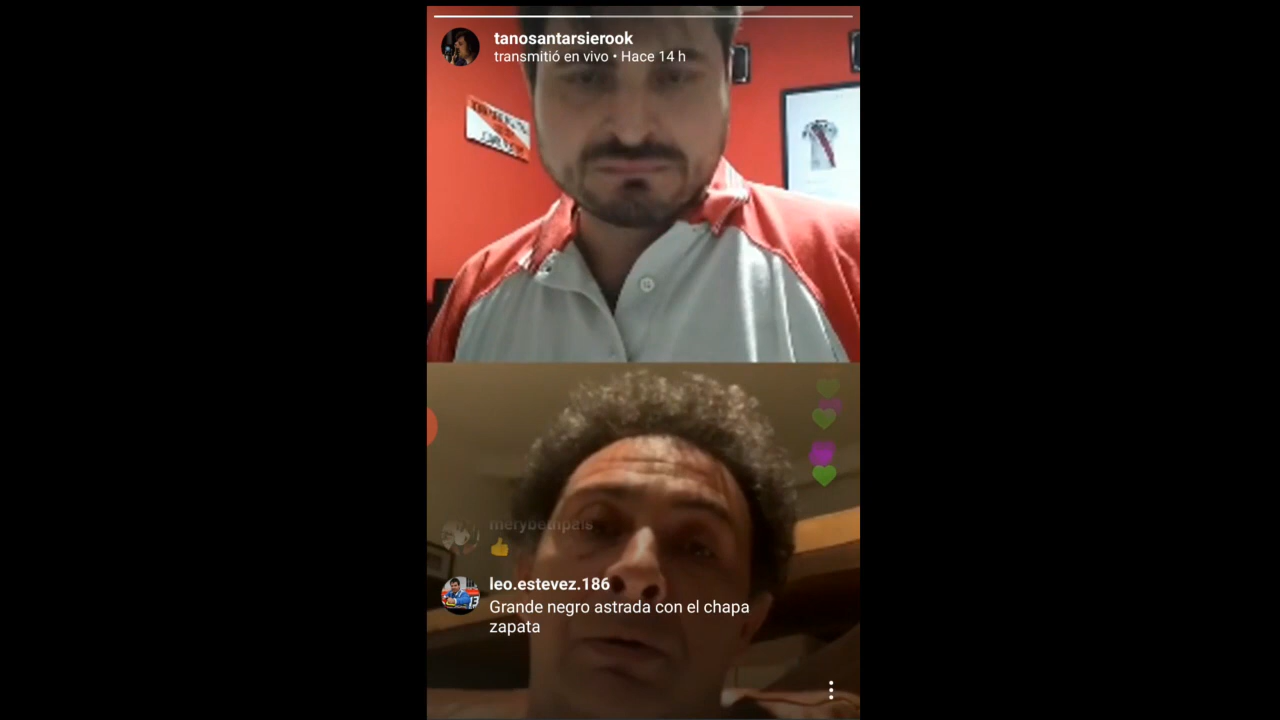 tanosantarsierook
transmitió en vivo • Hace 14 h
merybethpais
leo.estevez.186
Grande negro astrada con el chapa
zapata